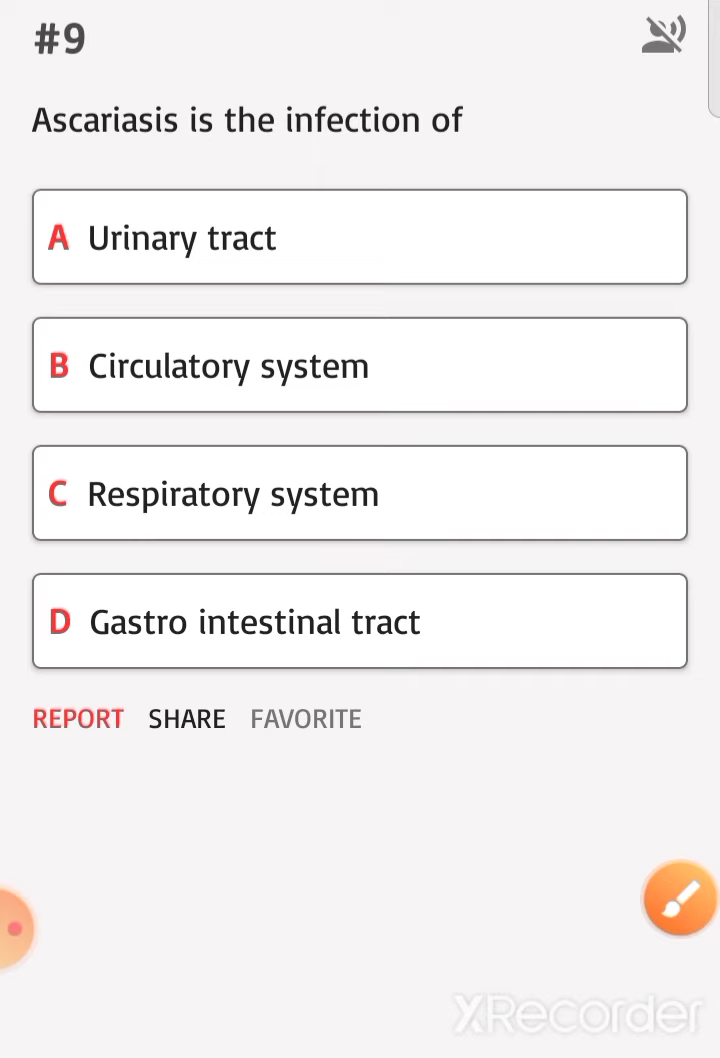 #9
Ascariasis is the infection of
A Urinary tract
B Circulatory system
C Respiratory system
D Gastro intestinal tract
REPORT SHARE FAVORITE
XRecorder